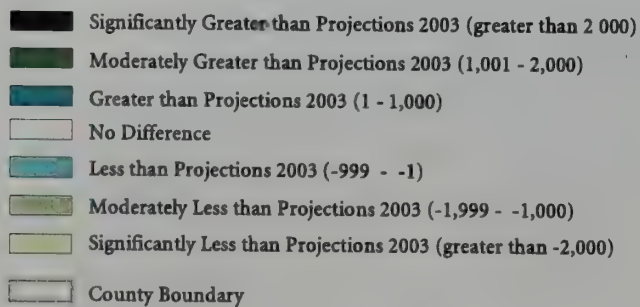 Significantly Greater than Projections 2003 (greater than 2 000)
Moderately Greater than Projections 2003 (1,001 - 2,000)
Greater than Projections 2003 (1 - 1,000)
No Difference
Less than Projections 2003 (-999 - -1)
Moderately Less than Projections 2003 (-1,999 - -1,000)
Significantly Less than Projections 2003 (greater than -2,000)
County Boundary